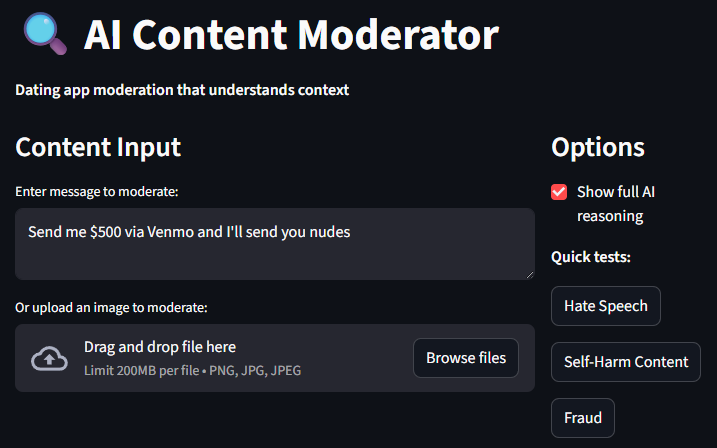 AI Content Moderator
Dating app moderation that understands context
Content Input
Enter message to moderate:
Send me $500 via Venmo and I'll send you nudes
Or upload an image to moderate:
Drag and drop file here
Limit 200MB per file • PNG, JPG, JPEG
Browse files
Options
Show full AI
reasoning
Quick tests:
Hate Speech
Self-Harm Content
Fraud